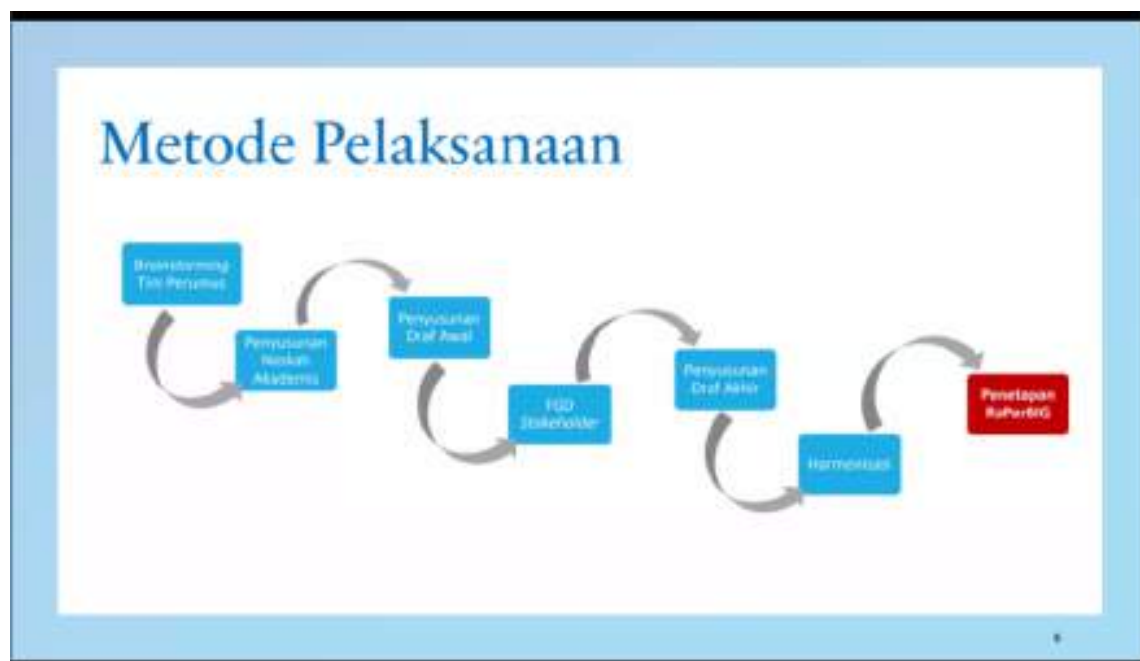 Metode Pelaksanaan
Brainstorming
Tim Perumus
Penyusunan
Naskah
Akademis
Penyusunan
Draf Awal
FGD
Stakeholder
Penyusunan
Draf Akhir
Harmonisasi
Penetapan
RaPerBIG